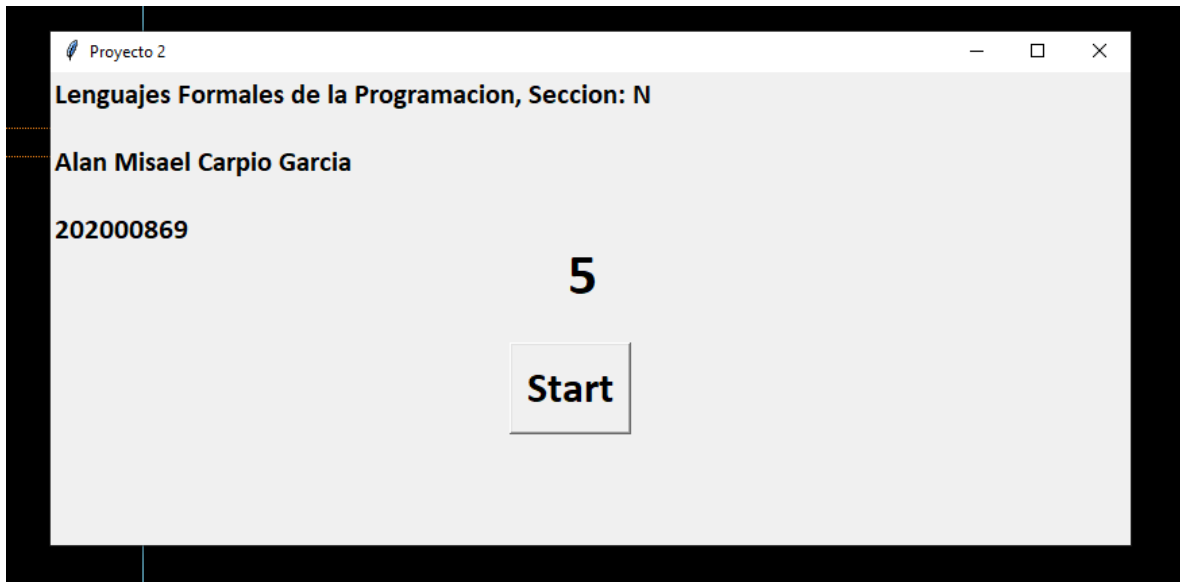 Proyecto 2
Lenguajes Formales de la Programacion, Seccion: N
Alan Misael Carpio Garcia
202000869
5
Start